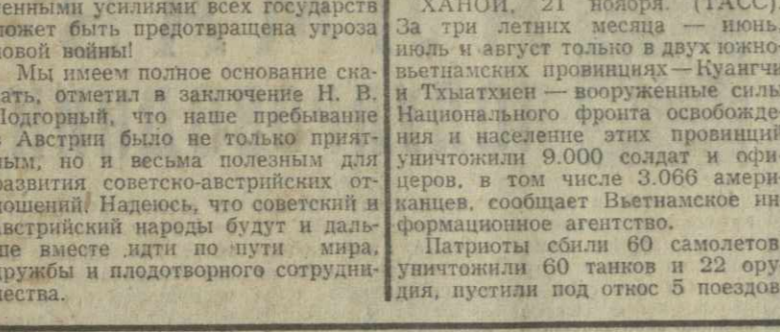 енными усилиями всех государств
может быть предотвращена угроза
новой войны!
Мы имеем полное основание ска-
зать, отметил в заключение Н. В.
Подгорный, что наше пребывание
в Австрии было не только прият-
ным, но и весьма полезным для
развития советско-австрийских от-
ношений. Надеюсь, что советский и
австрийский народы будут и даль-
ше вместе идти по пути мира,
дружбы и плодотворного сотрудни-
чества.
ХАНОЙ, 21 ноября. (ТАСС)
За три летних месяца — июнь,
июль и август только в двух южно-
вьетнамских провинциях — Куангчи
и Тхыатхиен — вооруженные силы
Национального фронта освобожде-
ния и население этих провинций
уничтожили 9.000 солдат и офи-
церов, в том числе 3.066 амери-
канцев, сообщает Вьетнамское ин-
формационное агентство.
Патриоты сбили 60 самолетов,
уничтожили 60 танков и 22 ору-
дия, пустили под откос 5 поездов